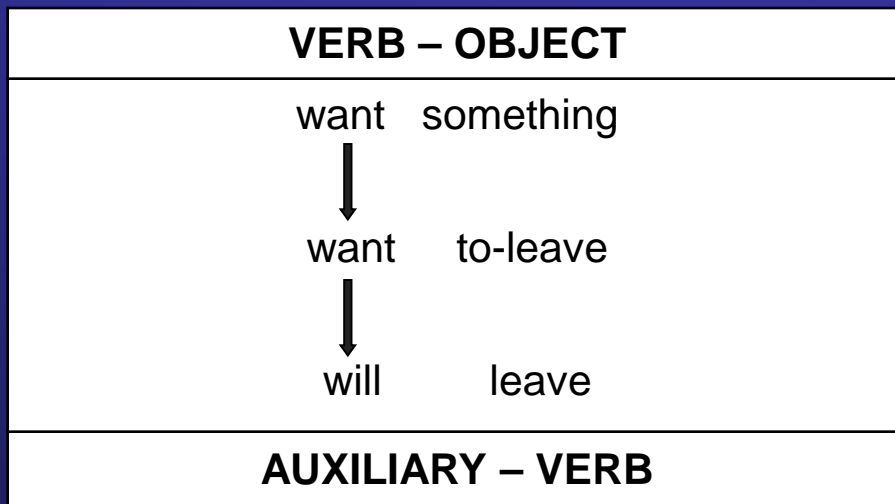 VERB – OBJECT
want something
want to-leave
will leave
AUXILIARY – VERB